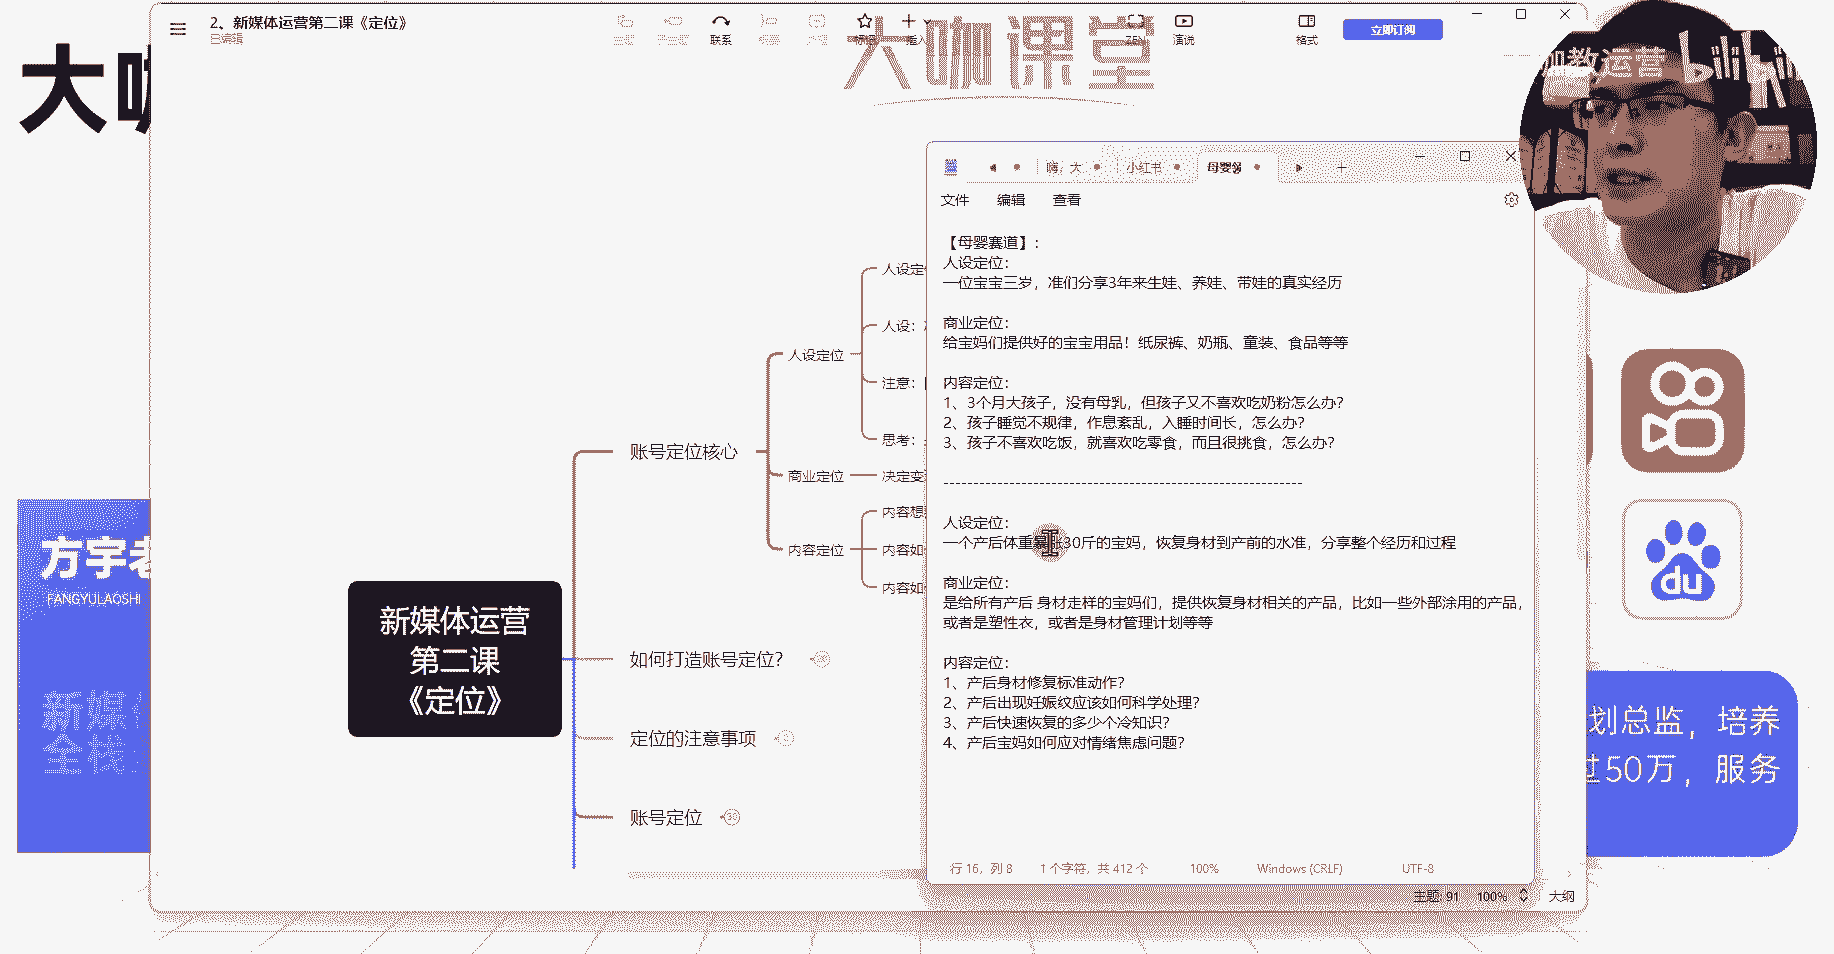 2、新媒体运营第二课《定位》
已编辑
联系
ZEN
演说
格式
立即订阅
大咖课堂
加教运营
bilibili
大咖
嗨，大
小红书
文件
编辑
查看
【母婴赛道】：
人设定位：
一位宝宝三岁，准们分享3年来生娃、养娃、带娃的真实经历
商业定位：
给宝妈们提供好的宝宝用品！纸尿裤、奶瓶、童装、食品等等
内容定位：
1、3个月大孩子，没有母乳，但孩子又不喜欢吃奶粉怎么办？
2、孩子睡觉不规律，作息紊乱，入睡时间长，怎么办？
3、孩子不喜欢吃饭，就喜欢吃零食，而且很挑食，怎么办？
------------------------------------------------------------
人设定位：
一个产后体重 30斤的宝妈，恢复身材到产前的水准，分享整个经历和过程
商业定位：
是给所有产后 身材走样的宝妈们，提供恢复身材相关的产品，比如一些外部涂用的产品，
或者是塑性衣，或者是身材管理计划等等
内容定位：
1、产后身材修复标准动作？
2、产后出现妊娠纹应该如何科学处理？
3、产后快速恢复的多少个冷知识？
4、产后宝妈如何应对情绪焦虑问题？
行 16，列 8
1 个字符，共 412 个
100%
Windows (CRLF)
UTF-8
人设定
人设：
注意：
思考：
人设定位
账号定位核心
商业定位
决定变
内容想
内容定位
内容如
内容如
新媒体运营
第二课
《定位》
如何打造账号定位？
定位的注意事项
账号定位
主题: 91
100%
大纲
方宇老
FANGYULAOSHI
新媒体
全栈
du
划总监，培养
过50万，服务